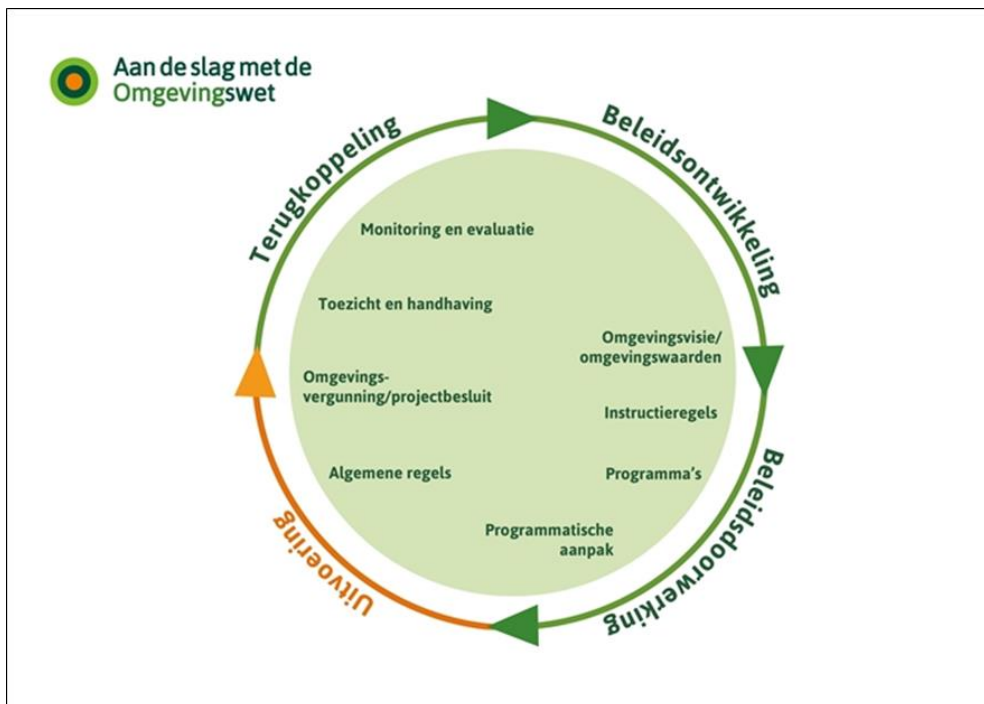 Aan de slag met de
Omgevingswet
Terugkoppeling
Beleidsontwikkeling
Monitoring en evaluatie
Toezicht en handhaving
Omgevingsvisie/
omgevingswaarden
Omgevings-
vergunning/projectbesluit
Instructieregels
Algemene regels
Programma's
Programmatische
aanpak
Uitvoering
Beleidsdoorwerking